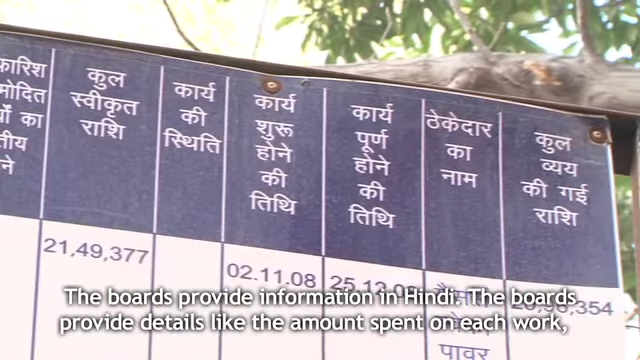 फारिश
मोदित
र्यों का
तीय
ने
कुल
स्वीकृत
राशि
कार्य
की
स्थिति
कार्य
शुरू
होने
की
तिथि
कार्य
पूर्ण
होने
की
तिथि
ठेकेदार
का
नाम
कुल
व्यय
की गई
राशि
21,49,377
02.11.08
पावर
The boards provide information in Hindi. The boards
provide details like the amount spent on each work,